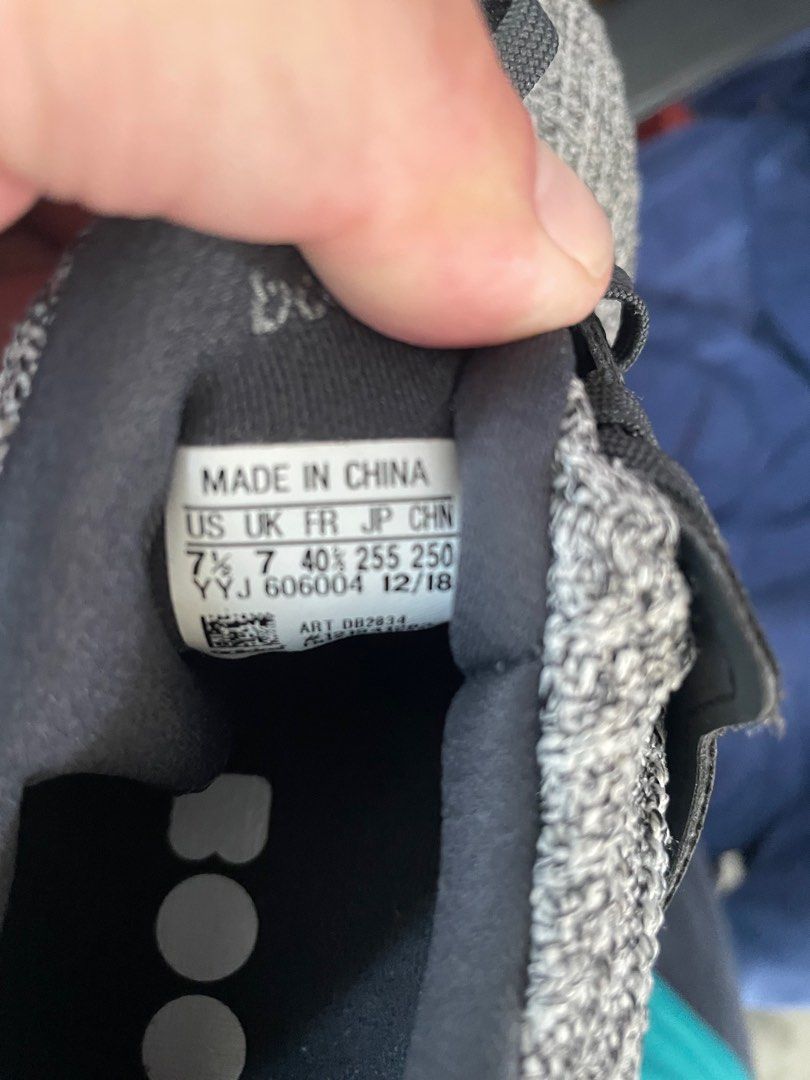 MADE IN CHINA
US UK FR JP CHN
7½ 7 40⅔ 255 250
YYJ 606004 12/18
ART DB2834